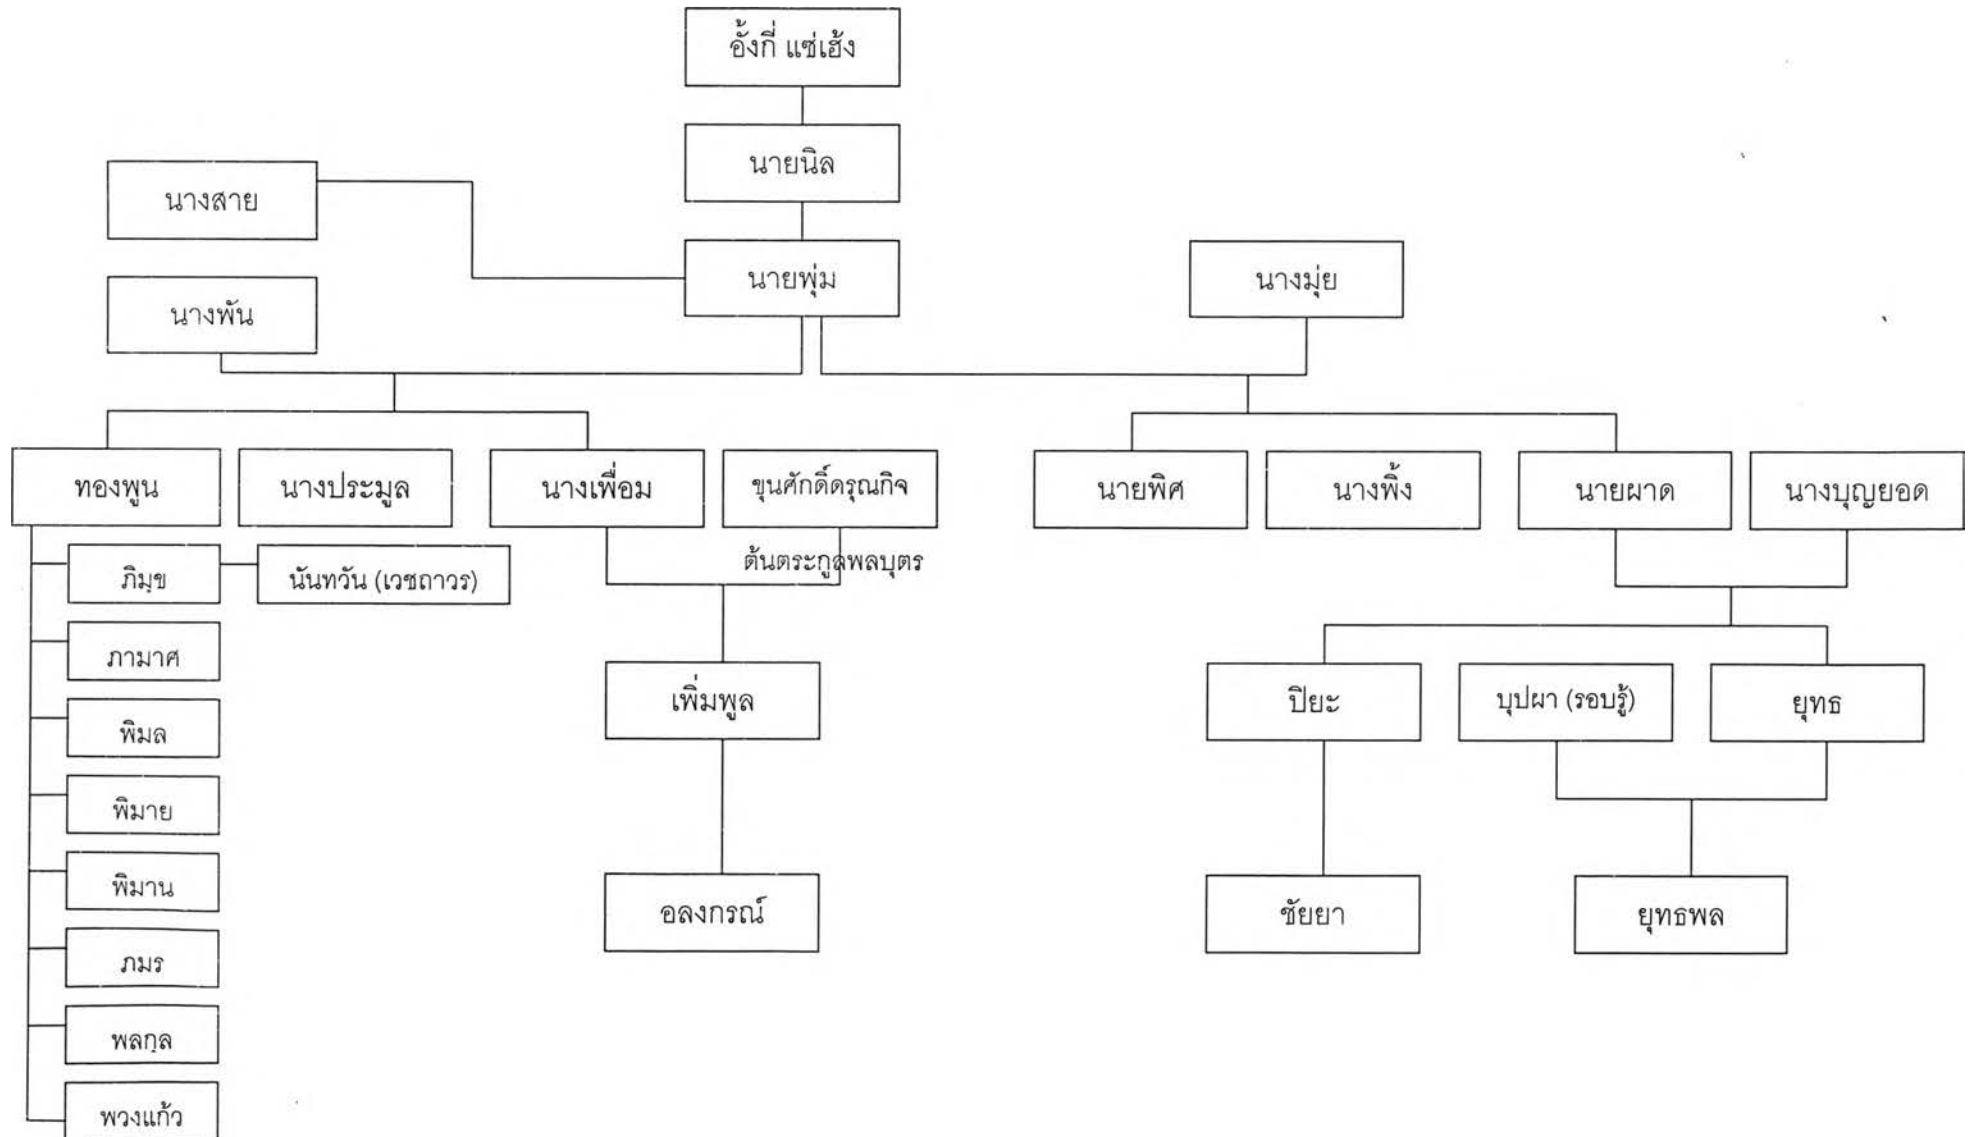 อั้งกี่ แซ่เฮ้ง
นายนิล
นางสาย
นายพุ่ม
นางมุ่ย
นางพัน
ทองพูน
นางประมูล
นางเพื่อม
ขุนศักดิ์ดรุณกิจ
นายพิศ
นางพิ้ง
นายผาด
นางบุญยอด
ต้นตระกูลพลบุตร
ภิมุข
นันทวัน (เวชถาวร)
ภามาศ
เพิ่มพูล
ปิยะ
บุปผา (รอบรู้)
ยุทธ
พิมล
พิมาย
พิมาน
อลงกรณ์
ชัยยา
ยุทธพล
ภมร
พลกุล
พวงแก้ว